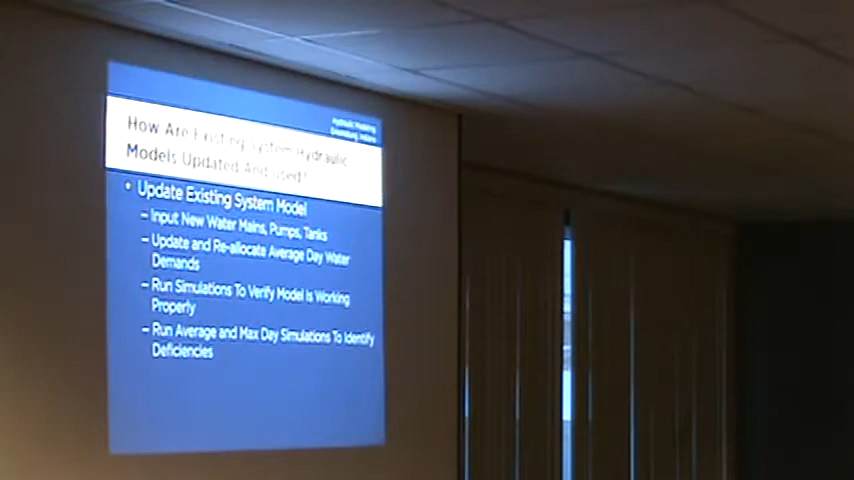 Hydraulic Modeling
How Are Existing System Hydraulic
Models Updated And Used?
• Update Existing System Model
– Input New Water Mains, Pumps, Tanks
– Update and Re-allocate Average Day Water
Demands
– Run Simulations To Verify Model Is Working
Properly
– Run Average and Max Day Simulations To Identify
Deficiencies